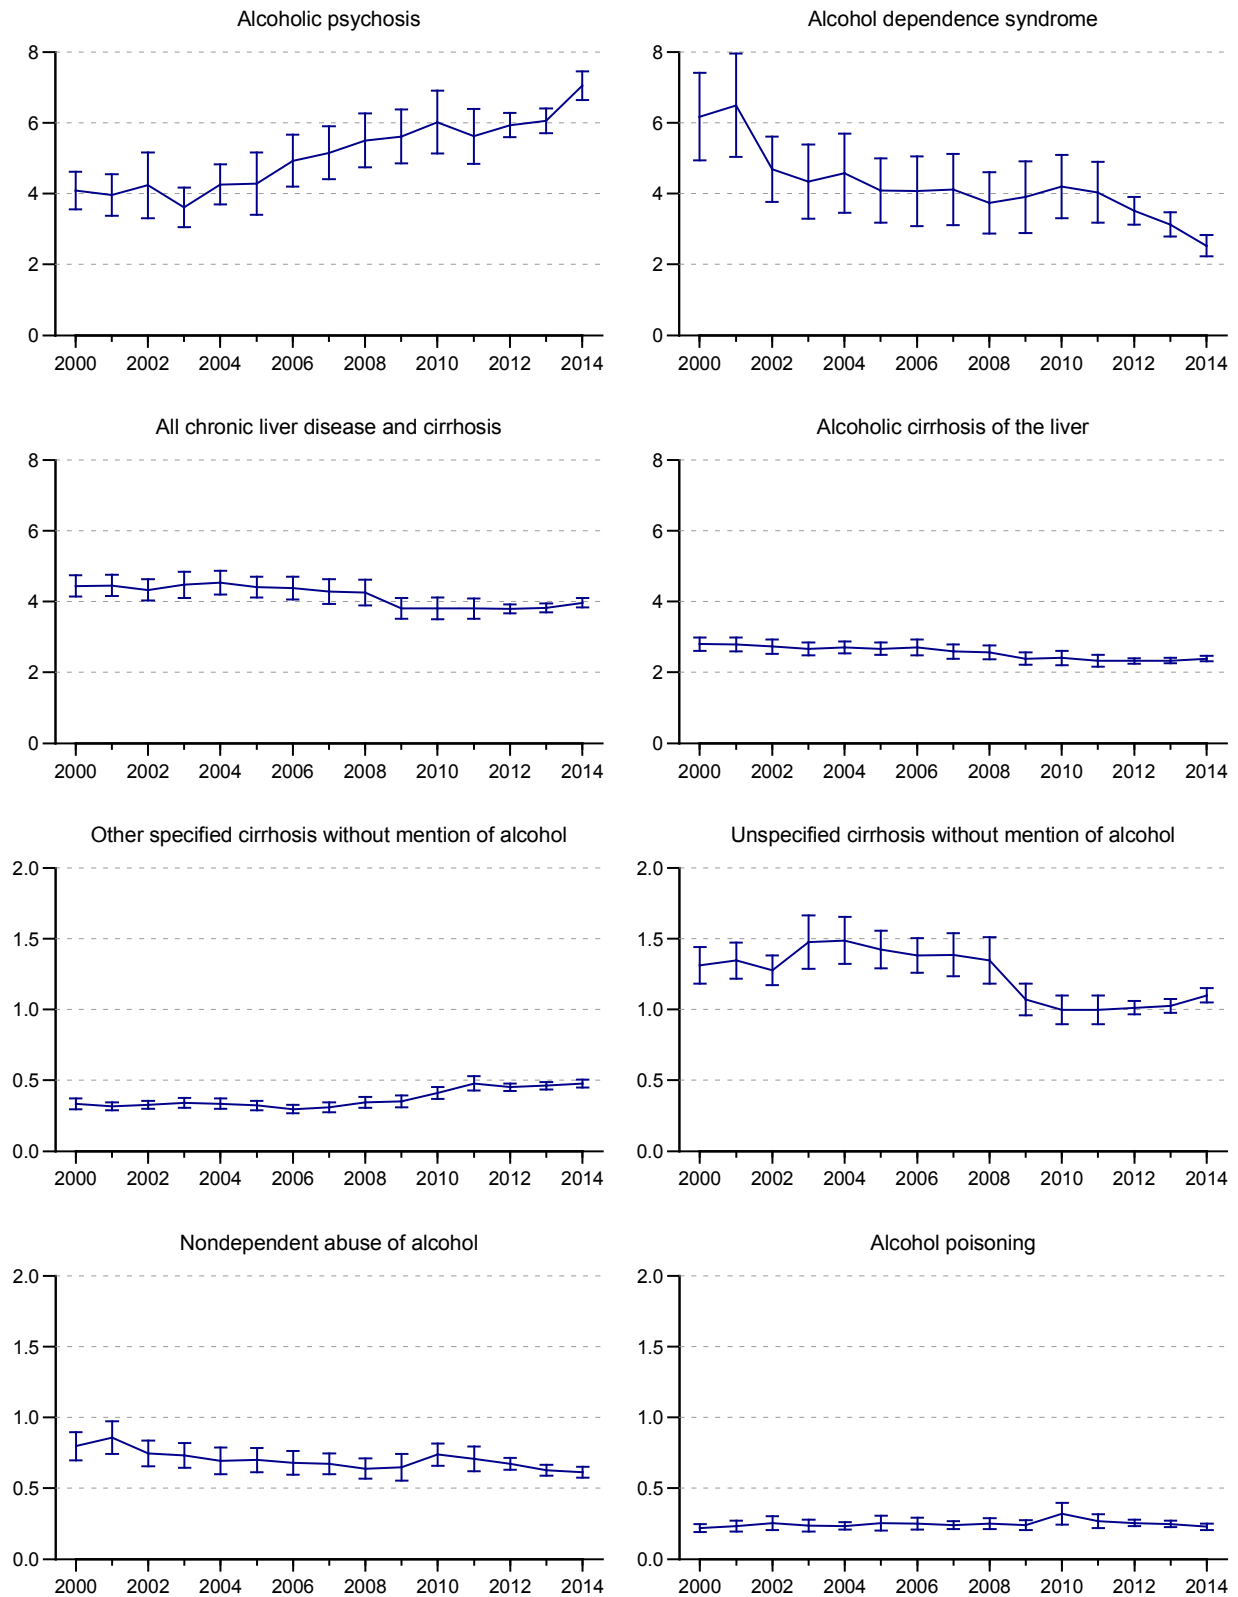 Alcoholic psychosis
8
6
4
2
0
2000 2002 2004 2006 2008 2010 2012 2014
Alcohol dependence syndrome
8
6
4
2
0
2000 2002 2004 2006 2008 2010 2012 2014
All chronic liver disease and cirrhosis
8
6
4
2
0
2000 2002 2004 2006 2008 2010 2012 2014
Alcoholic cirrhosis of the liver
8
6
4
2
0
2000 2002 2004 2006 2008 2010 2012 2014
Other specified cirrhosis without mention of alcohol
2.0
1.5
1.0
0.5
0.0
2000 2002 2004 2006 2008 2010 2012 2014
Unspecified cirrhosis without mention of alcohol
2.0
1.5
1.0
0.5
0.0
2000 2002 2004 2006 2008 2010 2012 2014
Nondependent abuse of alcohol
2.0
1.5
1.0
0.5
0.0
2000 2002 2004 2006 2008 2010 2012 2014
Alcohol poisoning
2.0
1.5
1.0
0.5
0.0
2000 2002 2004 2006 2008 2010 2012 2014